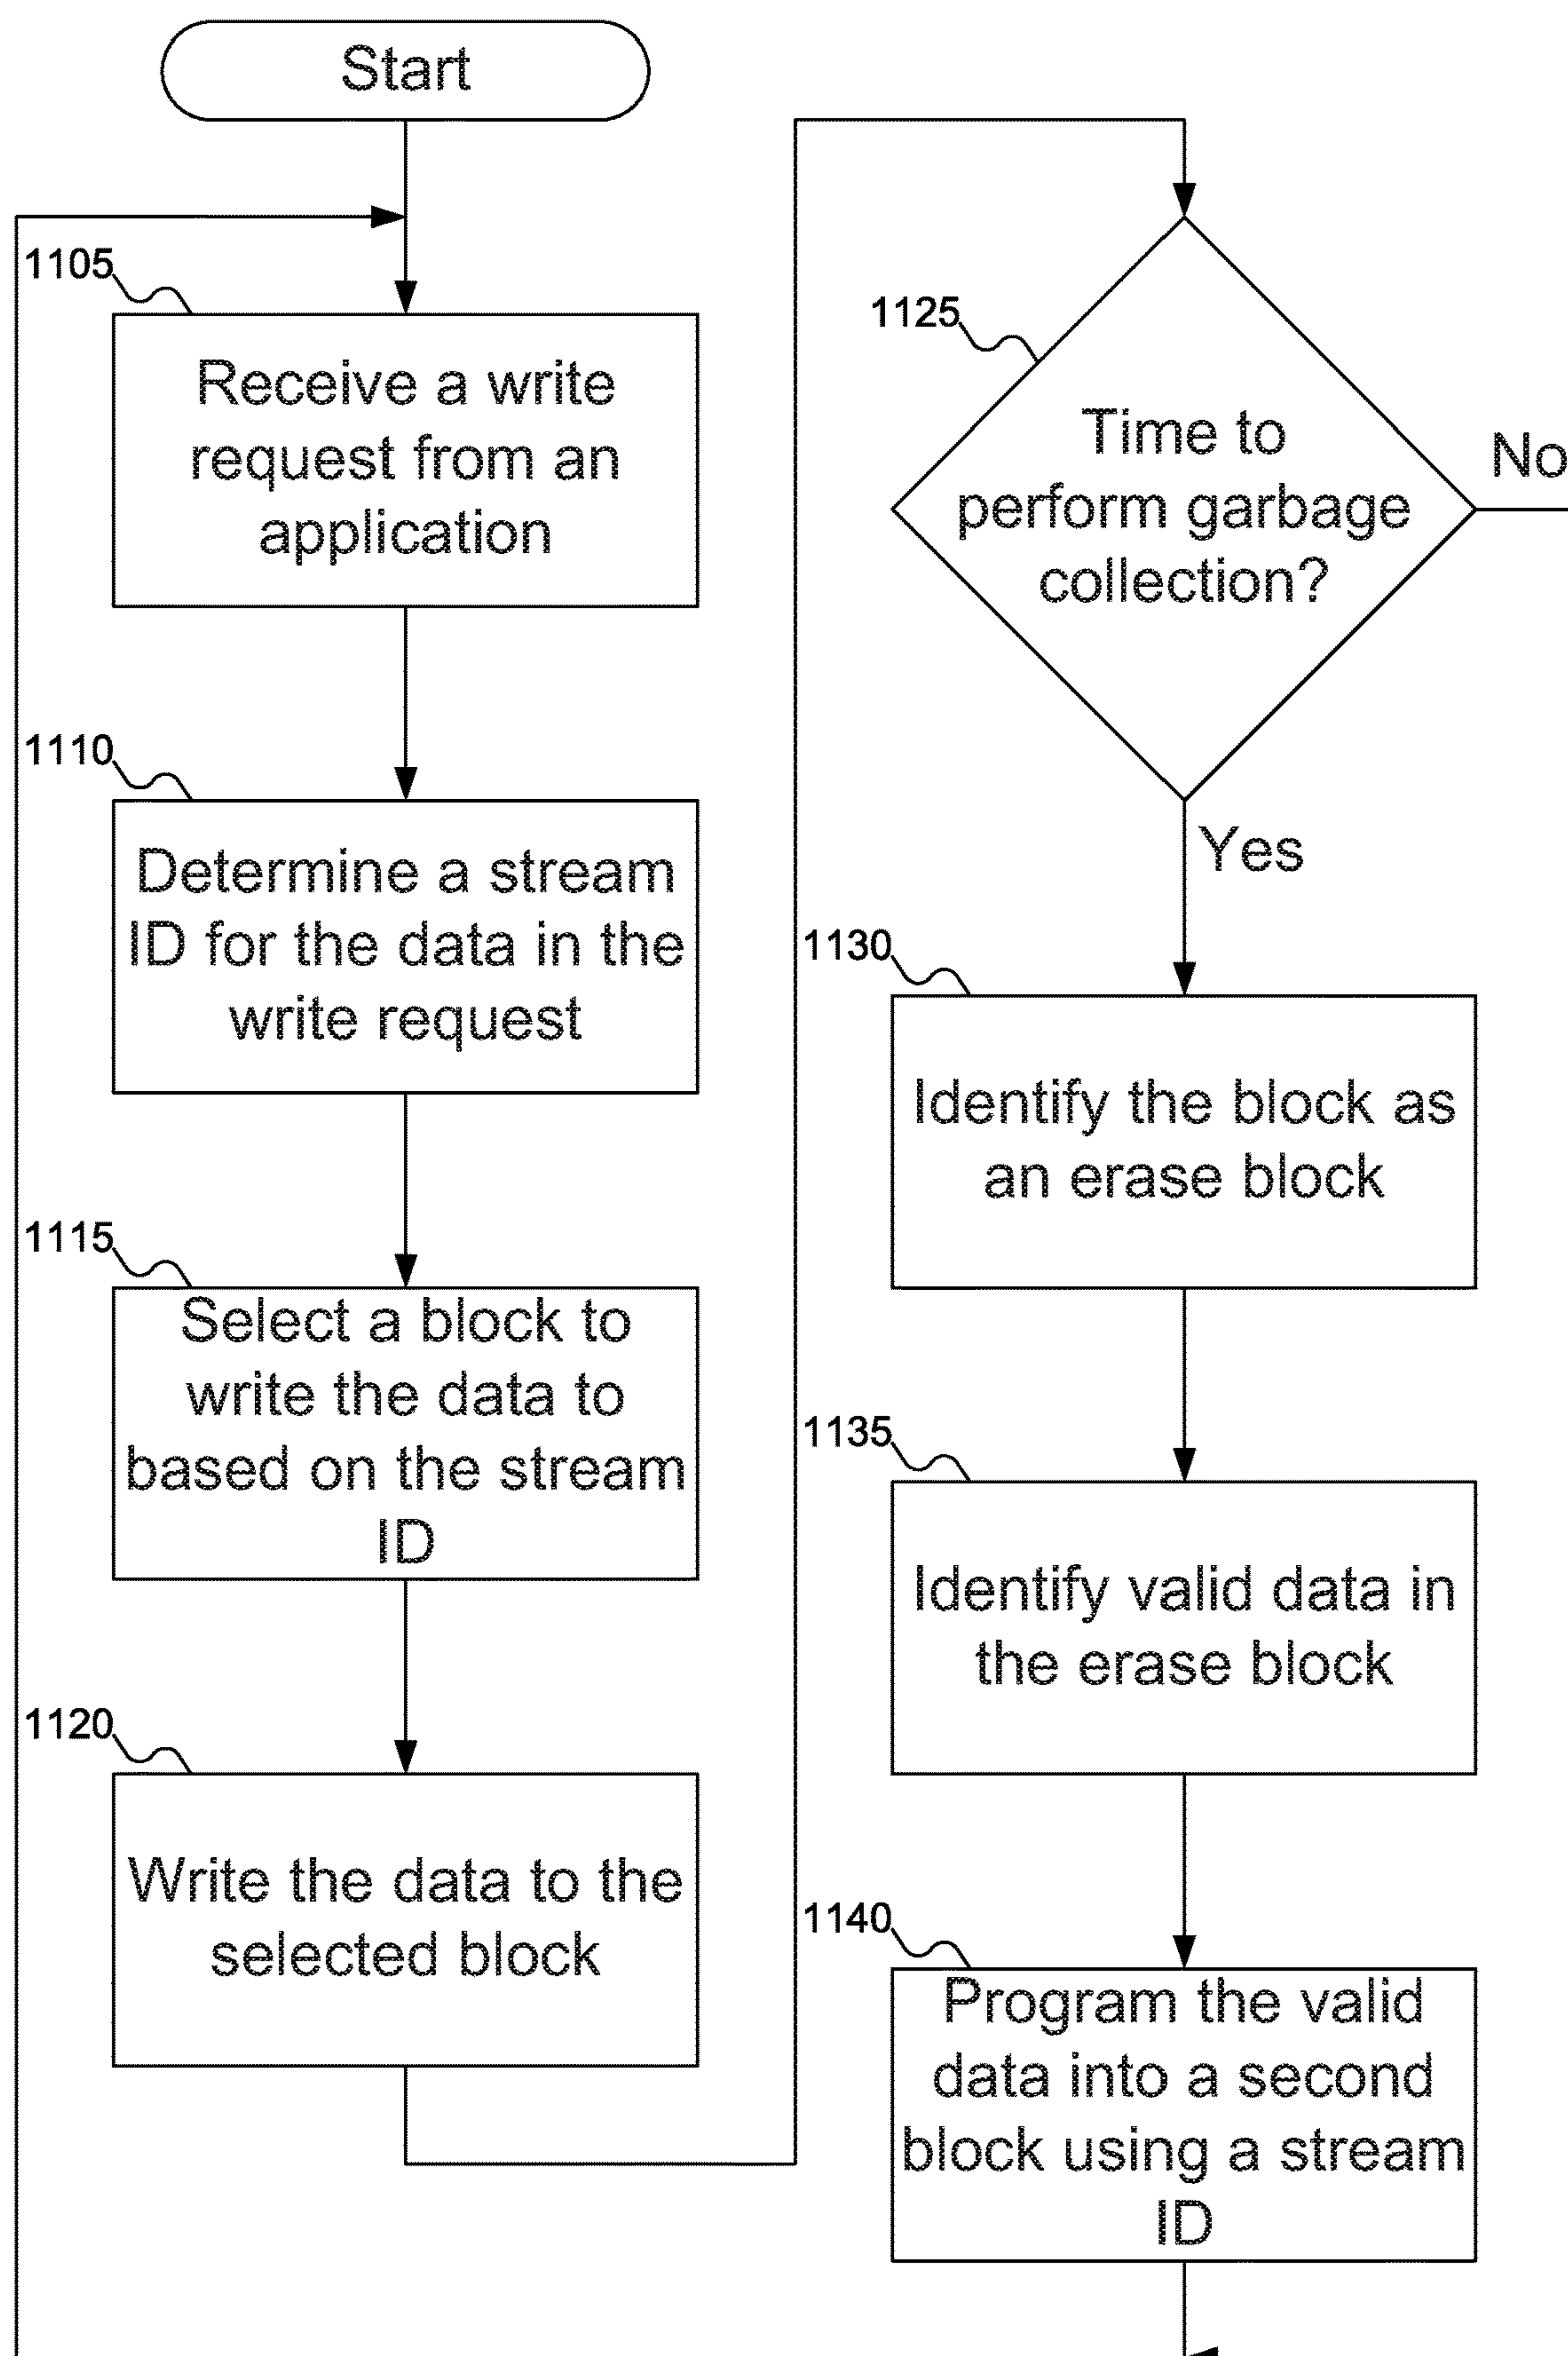 Start
1105
Receive a write
request from an
application
1110
Determine a stream
ID for the data in the
write request
1115
Select a block to
write the data to
based on the stream
ID
1120
Write the data to the
selected block
1125
Time to
perform garbage
collection?
No
Yes
1130
Identify the block as
an erase block
1135
Identify valid data in
the erase block
1140
Program the valid
data into a second
block using a stream
ID